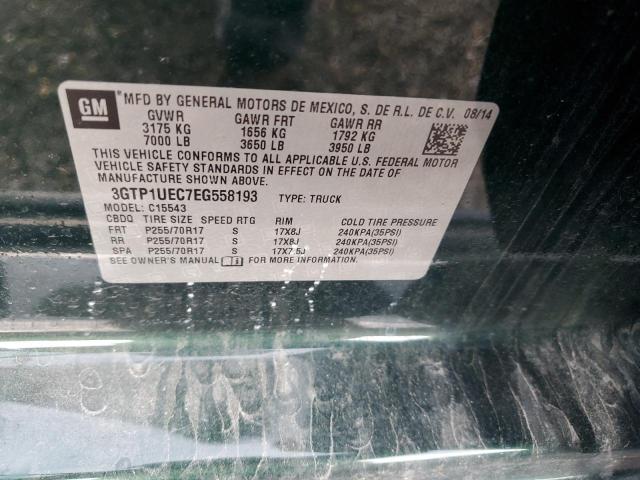 GM
MFD BY GENERAL MOTORS DE MEXICO, S. DE R.L. DE C.V. 08/14
GVWR GAWR FRT GAWR RR
3175 KG 1656 KG 1792 KG
7000 LB 3650 LB 3950 LB
THIS VEHICLE CONFORMS TO ALL APPLICABLE U.S. FEDERAL MOTOR
VEHICLE SAFETY STANDARDS IN EFFECT ON THE DATE OF
MANUFACTURE SHOWN ABOVE.
3GTP1UEC7EG558193 TYPE: TRUCK
MODEL: C15543
CBDQ TIRE SIZE SPEED RTG RIM COLD TIRE PRESSURE
FRT P255/70R17 S 17X8J 240KPA(35PSI)
RR P255/70R17 S 17X8J 240KPA(35PSI)
SPA P255/70R17 S 17X7.5J 240KPA(35PSI)
SEE OWNER'S MANUAL FOR MORE INFORMATION.